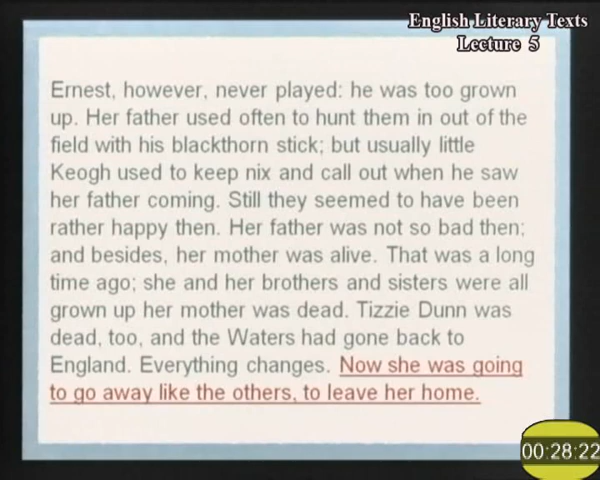 English Literary Texts
Lecture 5
Ernest, however, never played: he was too grown
up. Her father used often to hunt them in out of the
field with his blackthorn stick; but usually little
Keogh used to keep nix and call out when he saw
her father coming. Still they seemed to have been
rather happy then. Her father was not so bad then;
and besides, her mother was alive. That was a long
time ago; she and her brothers and sisters were all
grown up her mother was dead. Tizzie Dunn was
dead, too, and the Waters had gone back to
England. Everything changes. Now she was going
to go away like the others, to leave her home.
00:28:22